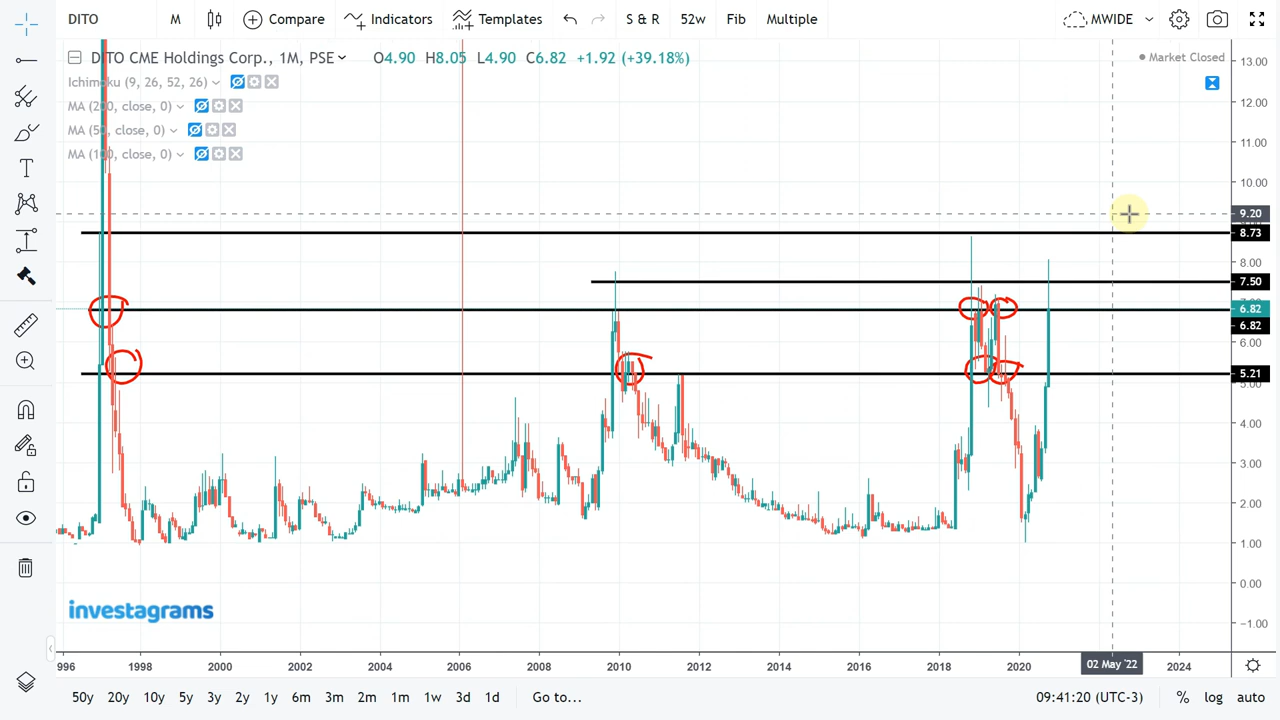 DITO M Compare Indicators Templates S & R 52w Fib Multiple MWIDE
DITO CME Holdings Corp., 1M, PSE O4.90 H8.05 L4.90 C6.82 +1.92 (+39.18%) Market Closed
Ichimoku (9, 26, 52, 26)
MA (200, close, 0)
MA (50, close, 0)
MA (100, close, 0)
13.00
12.00
11.00
10.00
9.20
8.73
8.00
7.50
6.82
6.82
6.00
5.21
5.00
4.00
3.00
2.00
1.00
0.00
−1.00
investagrams
996 1998 2000 2002 2004 2006 2008 2010 2012 2014 2016 2018 2020 02 May '22 2024
50y 20y 10y 5y 3y 2y 1y 6m 3m 2m 1m 1w 3d 1d Go to... 09:41:20 (UTC-3) % log auto